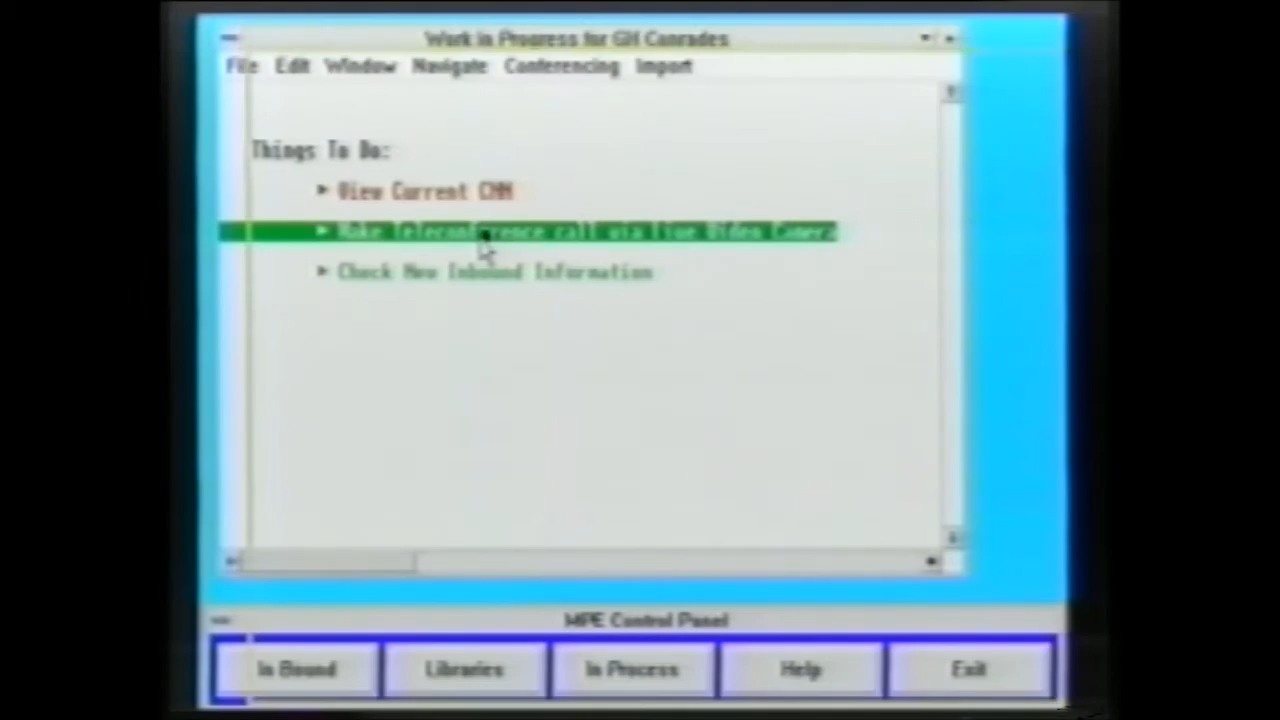 Work in Progress for GH Conrades
File Edit Window Navigate Conferencing Import
Things To Do:
View Current CNN
Make Teleconference call via live Video Camera
Check New Inbound Information
MPE Control Panel
In Bound Libraries In Process Help Exit